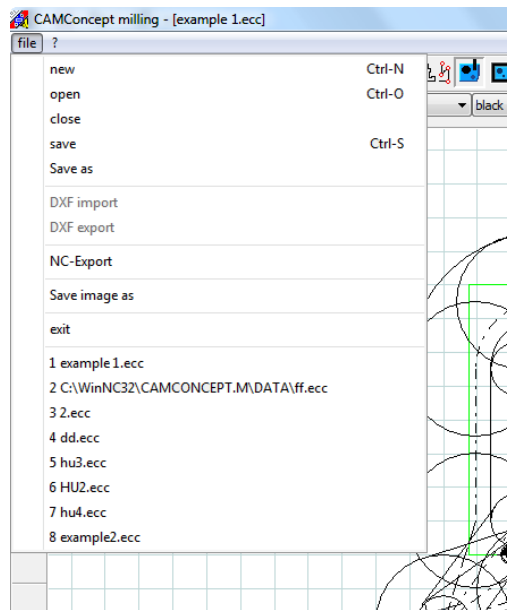 CAMConcept milling - [example 1.ecc]
file ?
new Ctrl-N
open Ctrl-O
close
save Ctrl-S
Save as
DXF import
DXF export
NC-Export
Save image as
exit
1 example 1.ecc
2 C:\WinNC32\CAMCONCEPT.M\DATA\ff.ecc
3 2.ecc
4 dd.ecc
5 hu3.ecc
6 HU2.ecc
7 hu4.ecc
8 example2.ecc
black